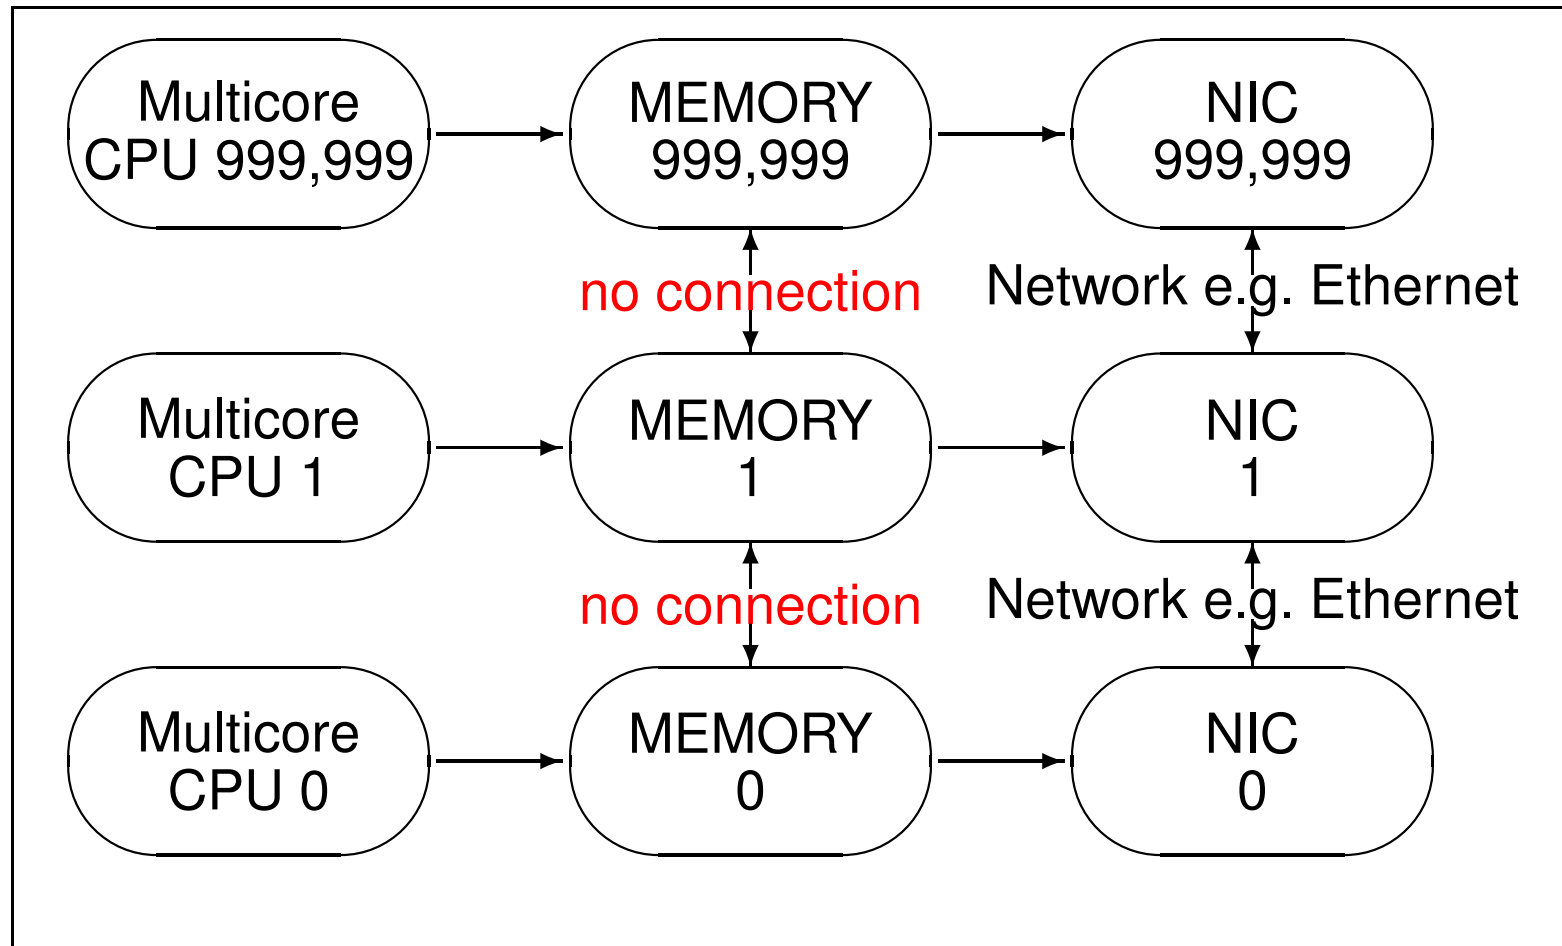 Multicore
CPU 999,999
MEMORY
999,999
NIC
999,999
no connection
Network e.g. Ethernet
Multicore
CPU 1
MEMORY
1
NIC
1
no connection
Network e.g. Ethernet
Multicore
CPU 0
MEMORY
0
NIC
0